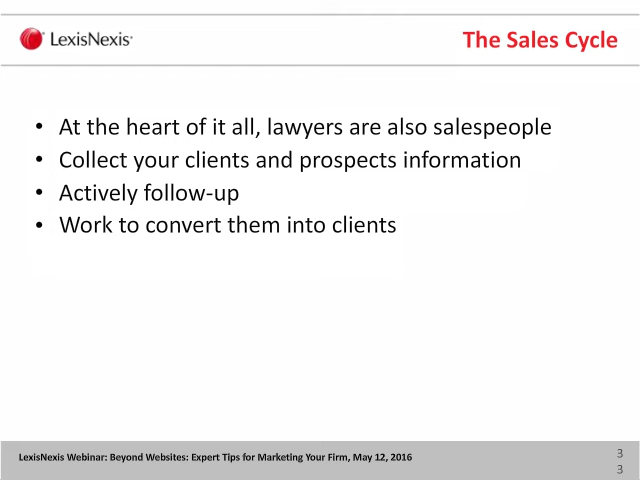 LexisNexis®
The Sales Cycle
• At the heart of it all, lawyers are also salespeople
• Collect your clients and prospects information
• Actively follow-up
• Work to convert them into clients
LexisNexis Webinar: Beyond Websites: Expert Tips for Marketing Your Firm, May 12, 2016
3
3